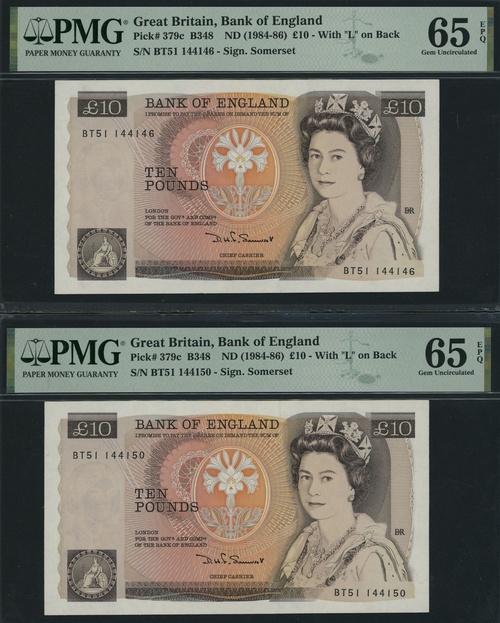 PMG
PAPER MONEY GUARANTY
Great Britain, Bank of England
Pick# 379c B348 ND (1984-86) £10 - With "L" on Back
S/N BT51 144146 - Sign. Somerset
65 EPQ
Gem Uncirculated
£10
BANK OF ENGLAND
£10
I PROMISE TO PAY THE BEARER ON DEMAND THE SUM OF
BT51 144146
TEN
POUNDS
LONDON
FOR THE GOVR AND COMPA
OF THE BANK OF ENGLAND
CHIEF CASHIER
BT51 144146
PMG
PAPER MONEY GUARANTY
Great Britain, Bank of England
Pick# 379c B348 ND (1984-86) £10 - With "L" on Back
S/N BT51 144150 - Sign. Somerset
65 EPQ
Gem Uncirculated
£10
BANK OF ENGLAND
£10
I PROMISE TO PAY THE BEARER ON DEMAND THE SUM OF
BT51 144150
TEN
POUNDS
LONDON
FOR THE GOVR AND COMPA
OF THE BANK OF ENGLAND
CHIEF CASHIER
BT51 144150